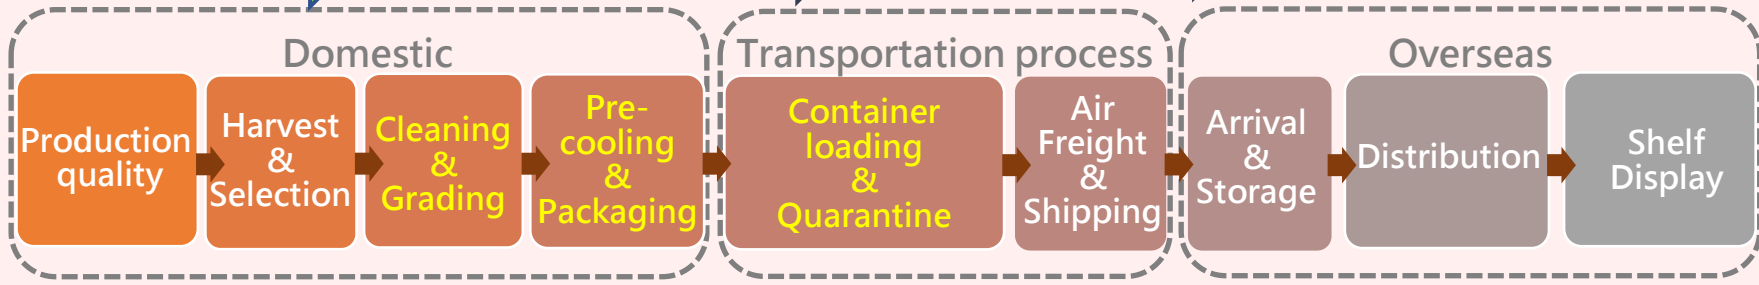 Domestic
Production
quality
Harvest
&
Selection
Cleaning
&
Grading
Pre-
cooling
&
Packaging
Transportation process
Container
loading
&
Quarantine
Air
Freight
&
Shipping
Overseas
Arrival
&
Storage
Distribution
Shelf
Display